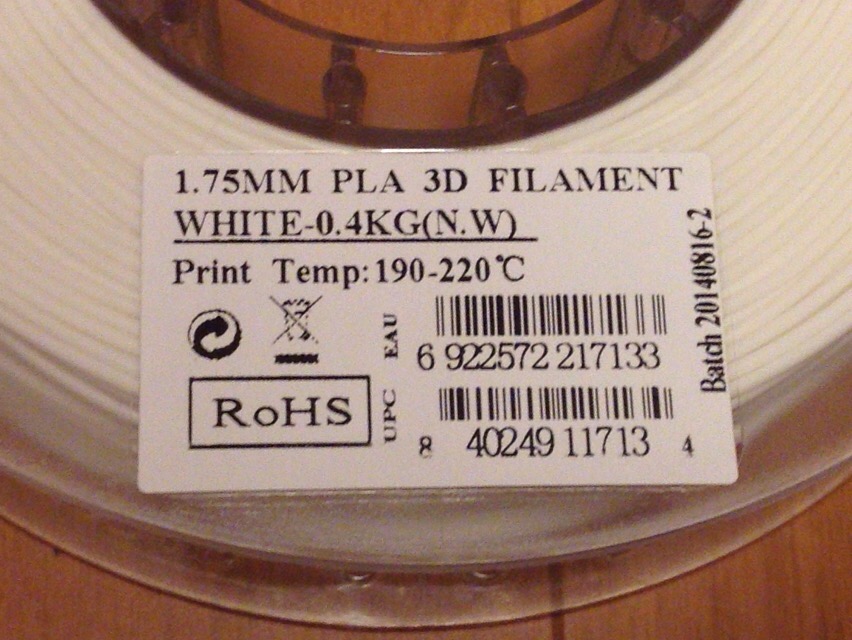 1.75MM PLA 3D FILAMENT
WHITE-0.4KG(N.W)
Print Temp:190-220℃
EAU
6 922572 217133
RoHS
UPC
8 40249 11713 4
Batch 20140816-2